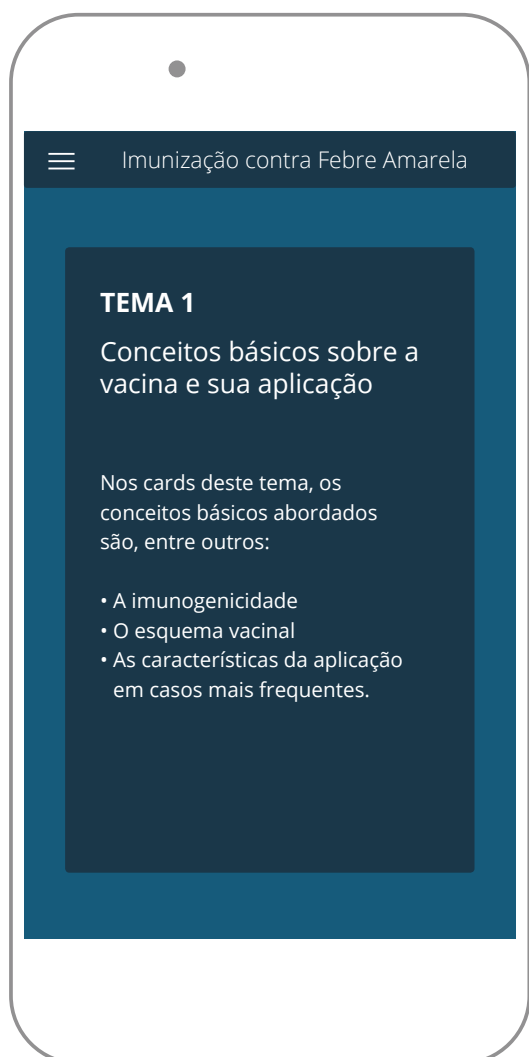 Imunização contra Febre Amarela
TEMA 1
Conceitos básicos sobre a
vacina e sua aplicação
Nos cards deste tema, os
conceitos básicos abordados
são, entre outros:
• A imunogenicidade
• O esquema vacinal
• As características da aplicação
em casos mais frequentes.